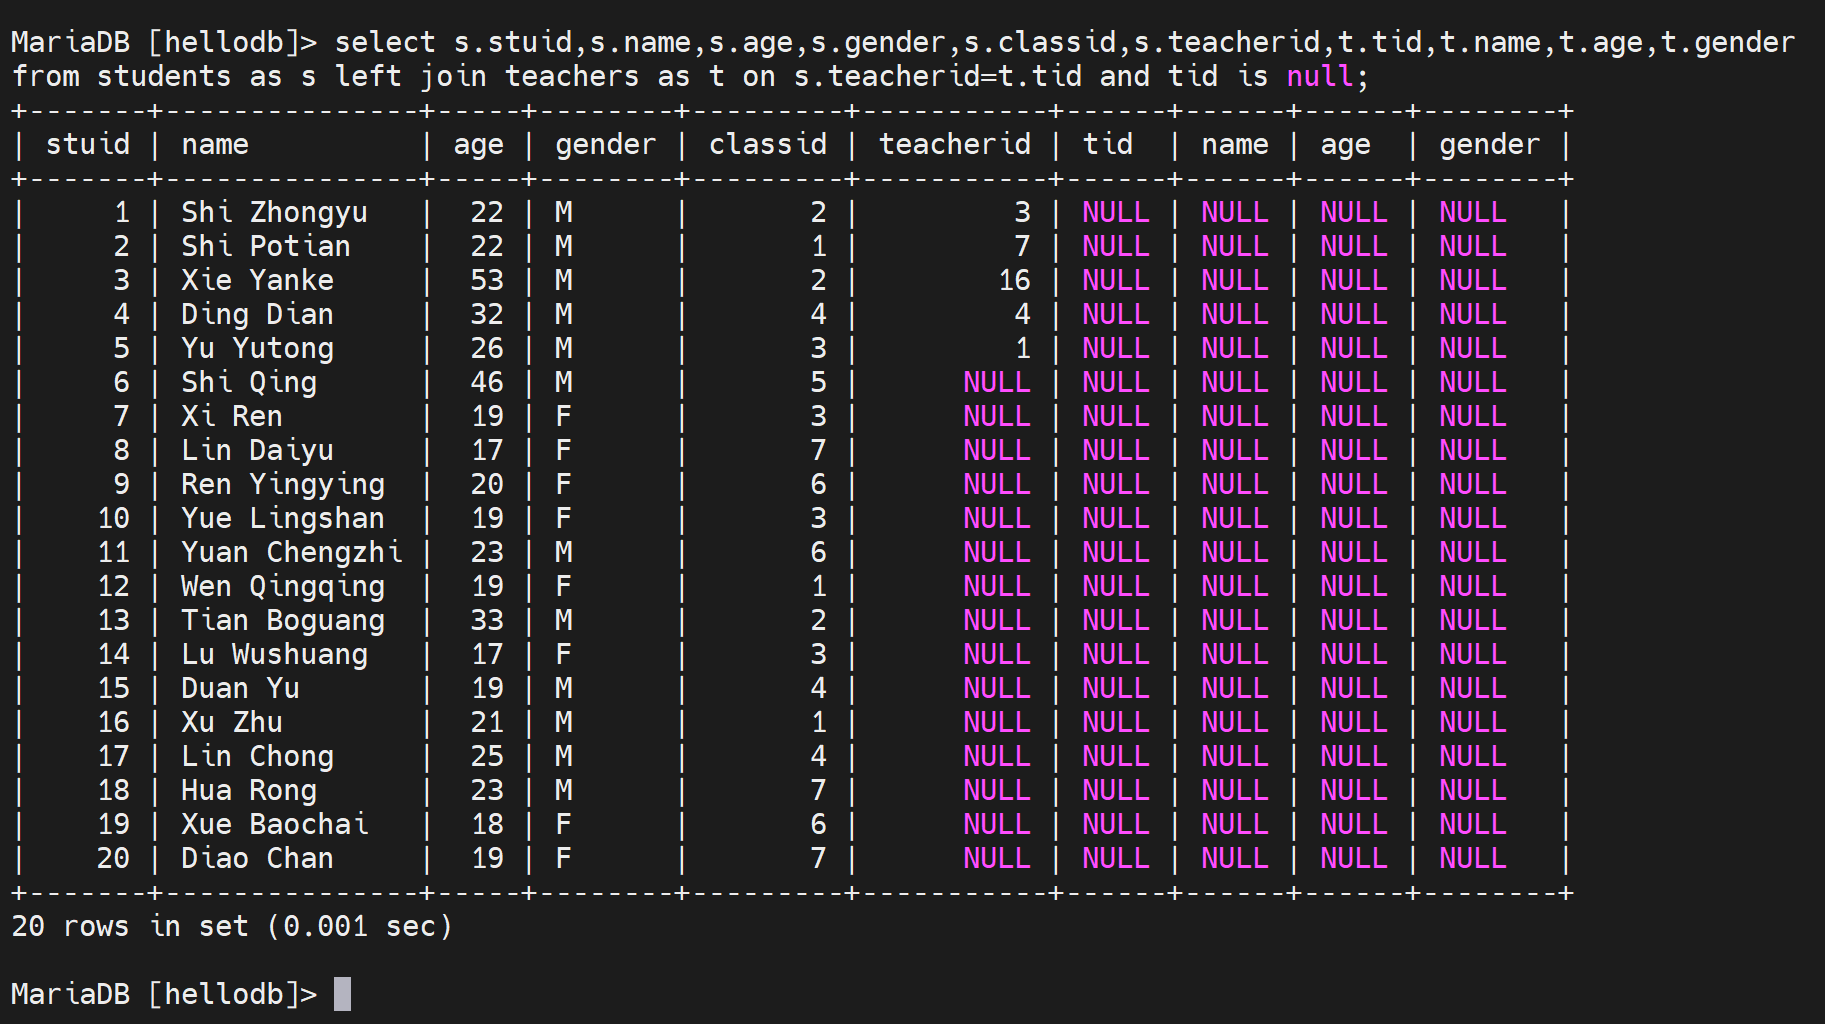 MariaDB [hellodb]> select s.stuid,s.name,s.age,s.gender,s.classid,s.teacherid,t.tid,t.name,t.age,t.gender
from students as s left join teachers as t on s.teacherid=t.tid and tid is null;
+-------+---------------+-----+--------+---------+-----------+------+------+------+--------+
| stuid | name          | age | gender | classid | teacherid | tid  | name | age  | gender |
+-------+---------------+-----+--------+---------+-----------+------+------+------+--------+
|     1 | Shi Zhongyu   |  22 | M      |       2 |         3 | NULL | NULL | NULL | NULL   |
|     2 | Shi Potian    |  22 | M      |       1 |         7 | NULL | NULL | NULL | NULL   |
|     3 | Xie Yanke     |  53 | M      |       2 |        16 | NULL | NULL | NULL | NULL   |
|     4 | Ding Dian     |  32 | M      |       4 |         4 | NULL | NULL | NULL | NULL   |
|     5 | Yu Yutong     |  26 | M      |       3 |         1 | NULL | NULL | NULL | NULL   |
|     6 | Shi Qing      |  46 | M      |       5 |      NULL | NULL | NULL | NULL | NULL   |
|     7 | Xi Ren        |  19 | F      |       3 |      NULL | NULL | NULL | NULL | NULL   |
|     8 | Lin Daiyu     |  17 | F      |       7 |      NULL | NULL | NULL | NULL | NULL   |
|     9 | Ren Yingying  |  20 | F      |       6 |      NULL | NULL | NULL | NULL | NULL   |
|    10 | Yue Lingshan  |  19 | F      |       3 |      NULL | NULL | NULL | NULL | NULL   |
|    11 | Yuan Chengzhi |  23 | M      |       6 |      NULL | NULL | NULL | NULL | NULL   |
|    12 | Wen Qingqing  |  19 | F      |       1 |      NULL | NULL | NULL | NULL | NULL   |
|    13 | Tian Boguang  |  33 | M      |       2 |      NULL | NULL | NULL | NULL | NULL   |
|    14 | Lu Wushuang   |  17 | F      |       3 |      NULL | NULL | NULL | NULL | NULL   |
|    15 | Duan Yu       |  19 | M      |       4 |      NULL | NULL | NULL | NULL | NULL   |
|    16 | Xu Zhu        |  21 | M      |       1 |      NULL | NULL | NULL | NULL | NULL   |
|    17 | Lin Chong     |  25 | M      |       4 |      NULL | NULL | NULL | NULL | NULL   |
|    18 | Hua Rong      |  23 | M      |       7 |      NULL | NULL | NULL | NULL | NULL   |
|    19 | Xue Baochai   |  18 | F      |       6 |      NULL | NULL | NULL | NULL | NULL   |
|    20 | Diao Chan     |  19 | F      |       7 |      NULL | NULL | NULL | NULL | NULL   |
+-------+---------------+-----+--------+---------+-----------+------+------+------+--------+
20 rows in set (0.001 sec)
MariaDB [hellodb]>